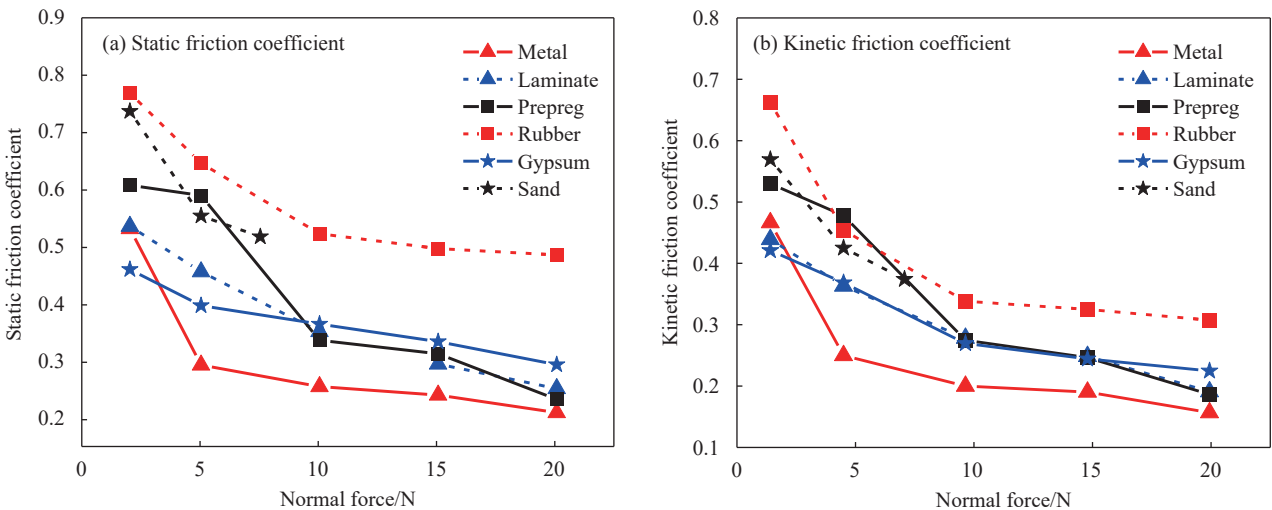 (a) Static friction coefficient
Metal
Laminate
Prepreg
Rubber
Gypsum
Sand
0.9
0.8
0.7
0.6
0.5
0.4
0.3
0.2
Static friction coefficient
0
5
10
15
20
Normal force/N
(b) Kinetic friction coefficient
Metal
Laminate
Prepreg
Rubber
Gypsum
Sand
0.8
0.7
0.6
0.5
0.4
0.3
0.2
0.1
Kinetic friction coefficient
0
5
10
15
20
Normal force/N